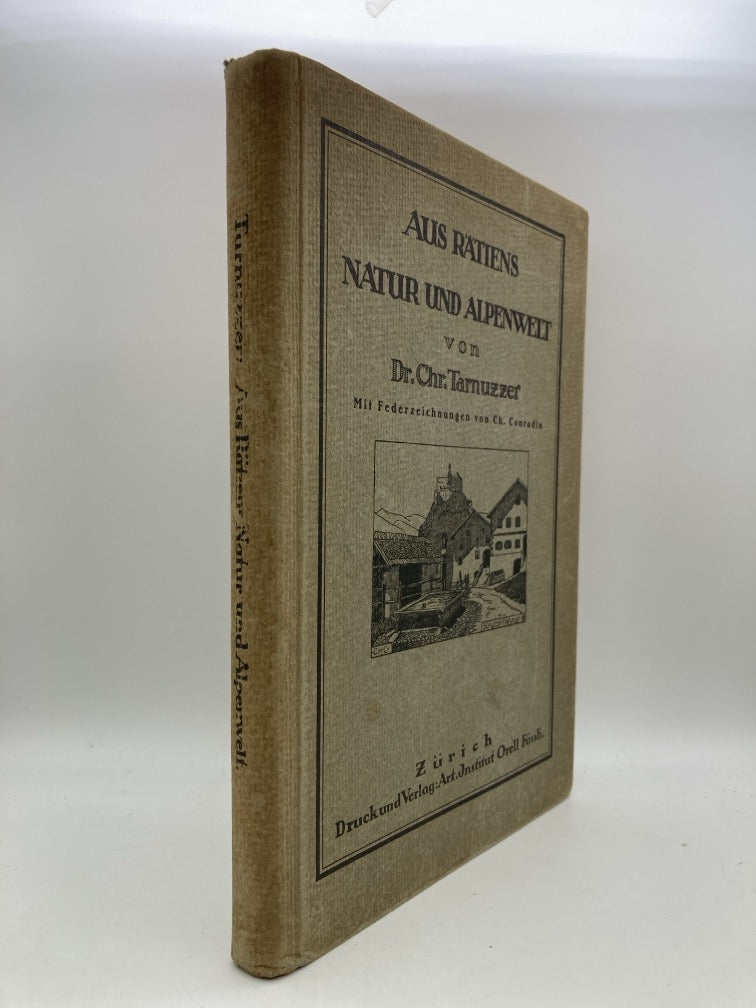 AUS RÄTIENS
NATUR UND ALPENWELT
von
Dr. Chr. Tarnuzzer
Mit Federzeichnungen von Ch. Conradin
Zürich
Druck und Verlag: Art. Institut Orell Füssli.
Tarnuzzer: Aus Rätiens Natur und Alpenwelt.